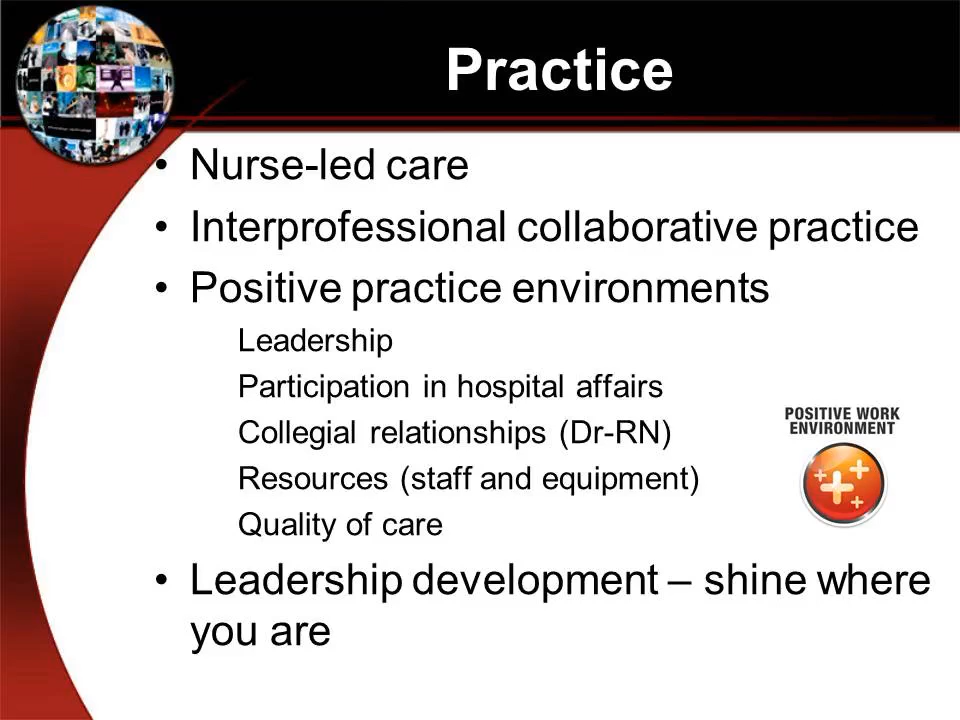 Practice
• Nurse-led care
• Interprofessional collaborative practice
• Positive practice environments
Leadership
Participation in hospital affairs
Collegial relationships (Dr-RN)
Resources (staff and equipment)
Quality of care
POSITIVE WORK
ENVIRONMENT
• Leadership development – shine where
you are